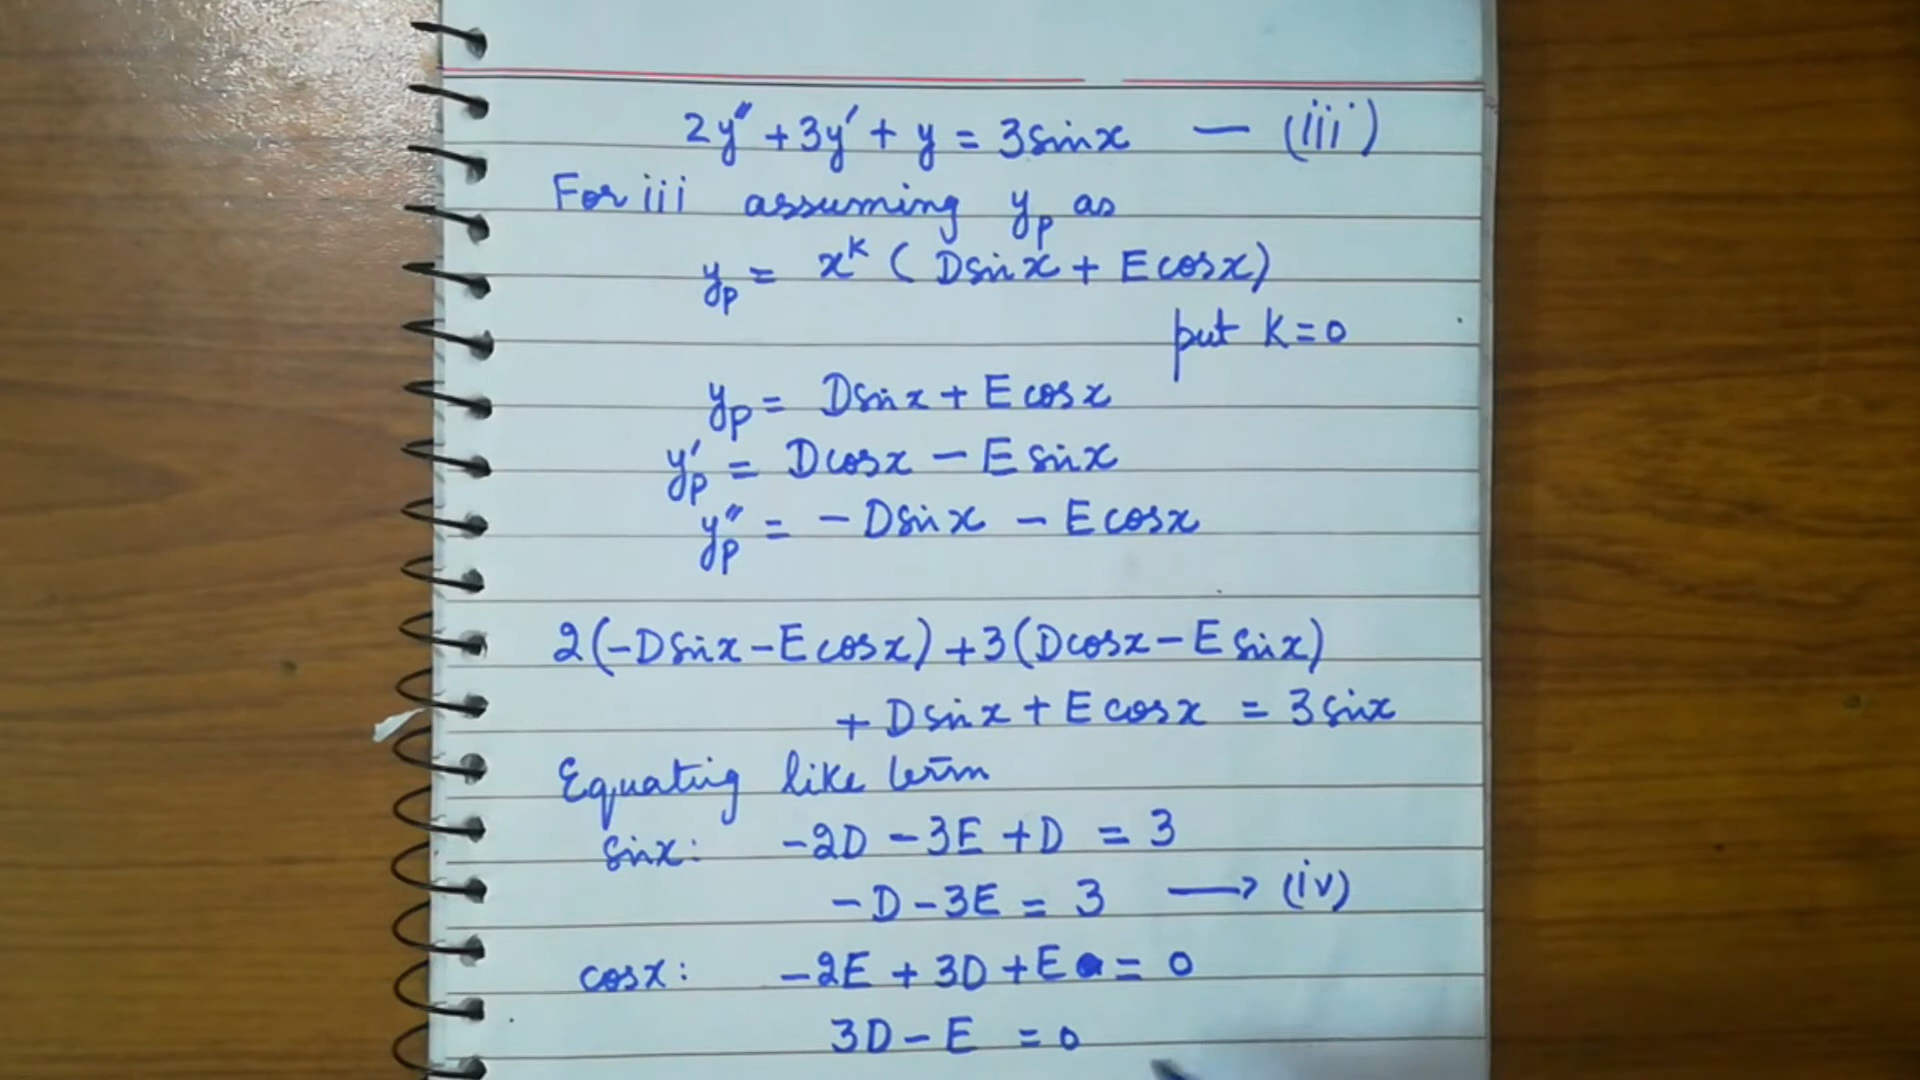 2y″ + 3y′ + y = 3sinx — (iii)
For iii assuming yₚ as
yₚ = xᵏ ( Dsinx + Ecosx)
put K=0
yₚ = Dsinx + Ecosx
y′ₚ = Dcosx − Esinx
y″ₚ = −Dsinx − Ecosx
2(−Dsinx−Ecosx) +3(Dcosx−Esinx)
+ Dsinx + Ecosx = 3sinx
Equating like term
sinx: −2D −3E +D = 3
−D−3E = 3 ⟶ (iv)
cosx: −2E + 3D +E = 0
3D − E = 0